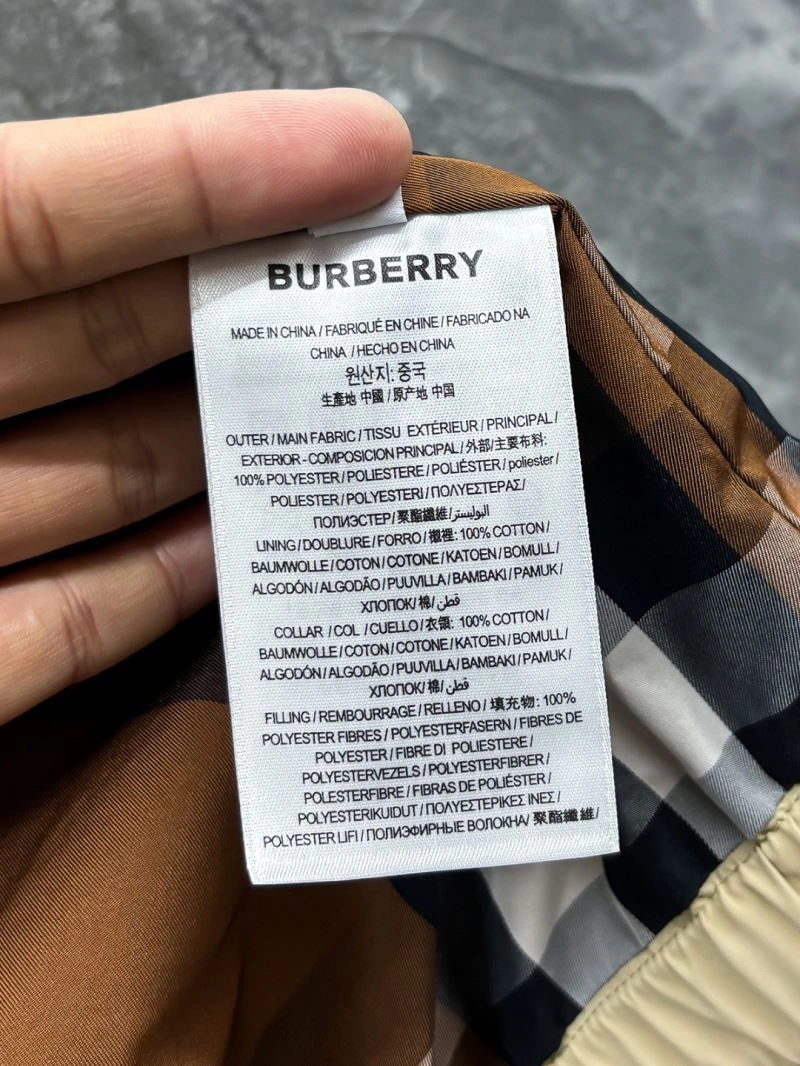 BURBERRY
MADE IN CHINA / FABRIQUÉ EN CHINE / FABRICADO NA
CHINA / HECHO EN CHINA
원산지: 중국
生產地 中國 / 原产地 中国
OUTER / MAIN FABRIC / TISSU EXTÉRIEUR / PRINCIPAL /
EXTERIOR - COMPOSICION PRINCIPAL / 外部/主要布料:
100% POLYESTER / POLIESTERE / POLIÉSTER / poliester /
POLIESTER / POLYESTERI / ΠΟΛΥΕΣΤΕΡΑΣ/
ПОЛИЭСТЕР / 聚酯纖維 / البوليستر/
LINING / DOUBLURE / FORRO / 襯裡: 100% COTTON /
BAUMWOLLE / COTON / COTONE / KATOEN / BOMULL /
ALGODÓN / ALGODÃO / PUUVILLA / BAMBAKI / PAMUK /
ХЛОПОК/ 棉/ قطن/
COLLAR / COL / CUELLO / 衣領: 100% COTTON /
BAUMWOLLE / COTON / COTONE / KATOEN / BOMULL /
ALGODÓN / ALGODÃO / PUUVILLA / BAMBAKI / PAMUK /
ХЛОПОК/ 棉/ قطن/
FILLING / REMBOURRAGE / RELLENO / 填充物: 100%
POLYESTER FIBRES / POLYESTERFASERN / FIBRES DE
POLYESTER / FIBRE DI POLIESTERE /
POLYESTERVEZELS / POLYESTERFIBRER /
POLESTERFIBRE / FIBRAS DE POLIÉSTER /
POLYESTERIKUIDUT / ΠΟΛΥΕΣΤΕΡΙΚΕΣ ΙΝΕΣ /
POLYESTER LIFI / ПОЛИЭФИРНЫЕ ВОЛОКНА/ 聚酯纖維 /